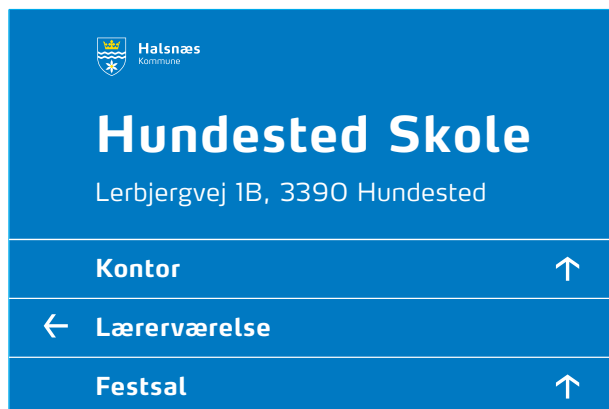 Halsnæs
Kommune
Hundested Skole
Lerbjergvej 1B, 3390 Hundested
Kontor
Lærerværelse
Festsal